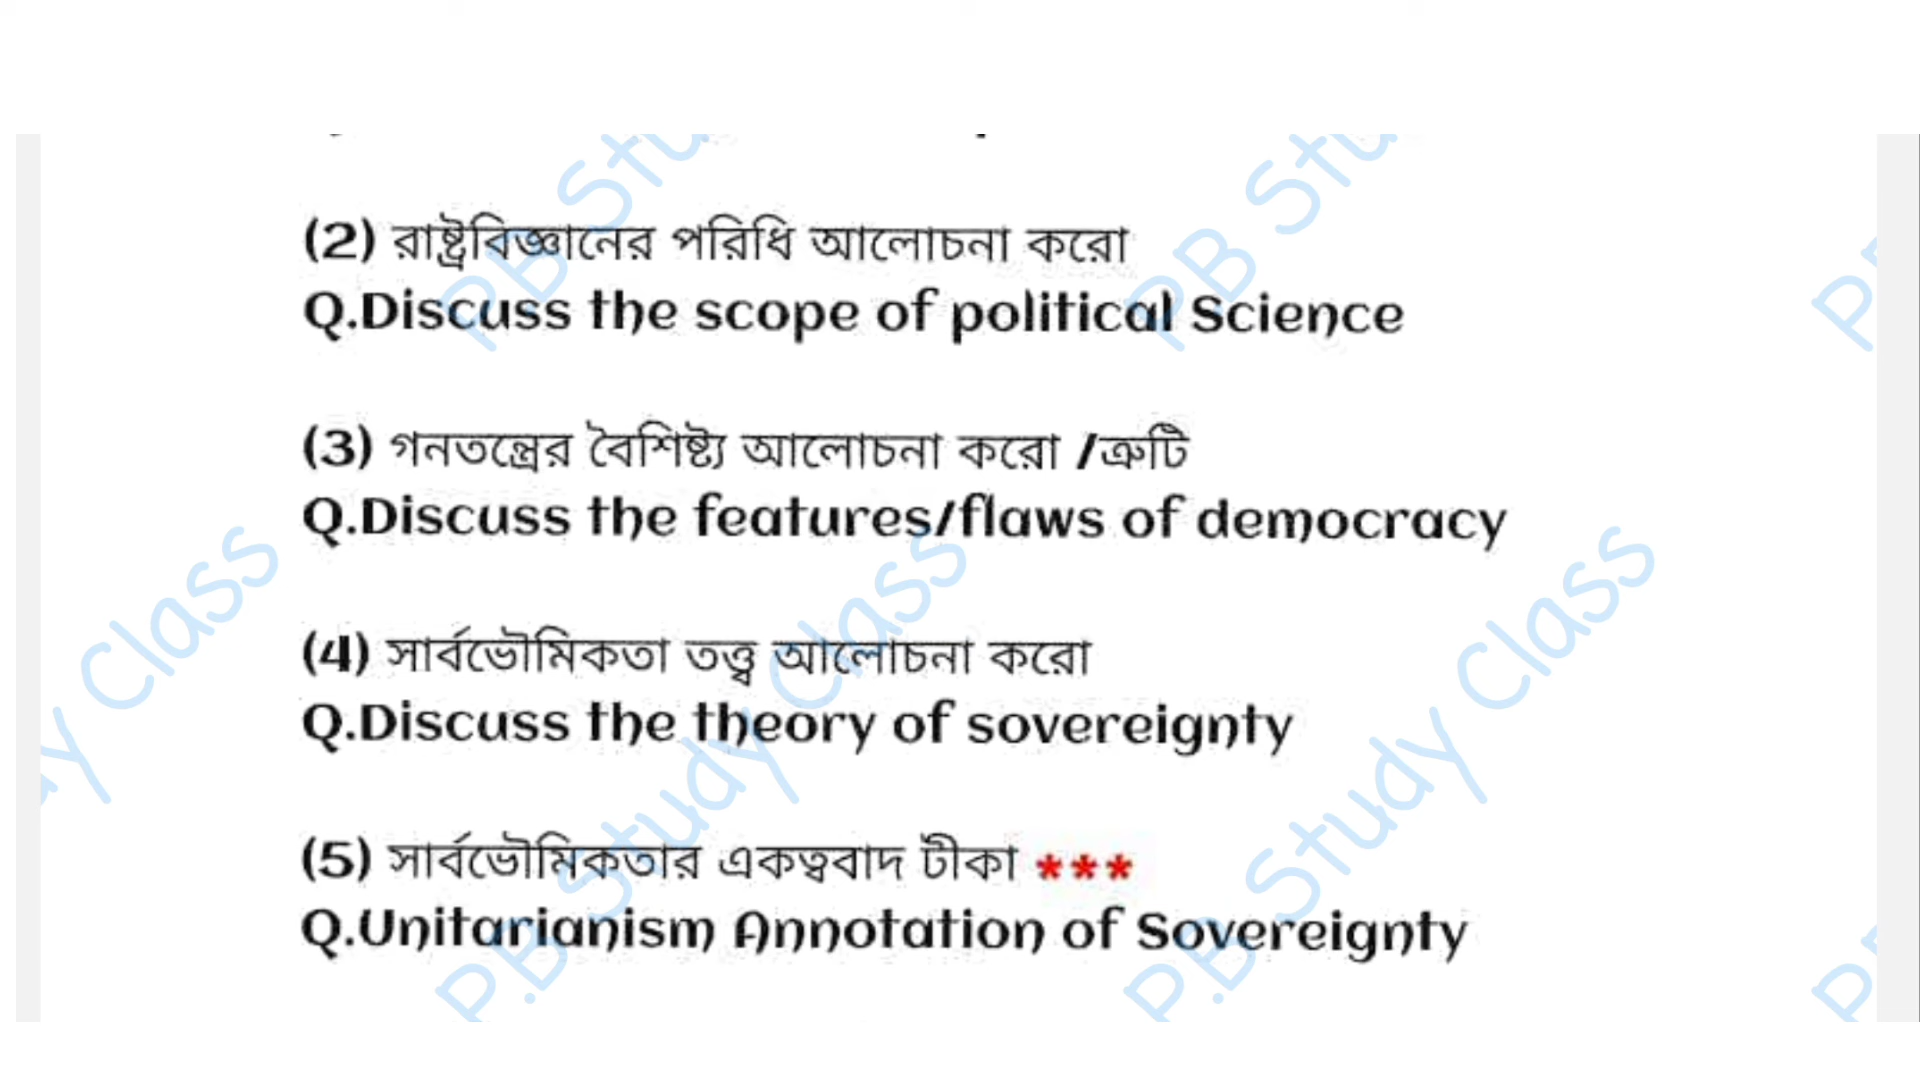 (2) রাষ্ট্রবিজ্ঞানের পরিধি আলোচনা করো
Q.Discuss the scope of political Science
(3) গনতন্ত্রের বৈশিষ্ট্য আলোচনা করো /ত্রুটি
Q.Discuss the features/flaws of democracy
(4) সার্বভৌমিকতা তত্ত্ব আলোচনা করো
Q.Discuss the theory of sovereignty
(5) সার্বভৌমিকতার একত্ববাদ টীকা ***
Q.Unitarianism Annotation of Sovereignty
P.B Study Class